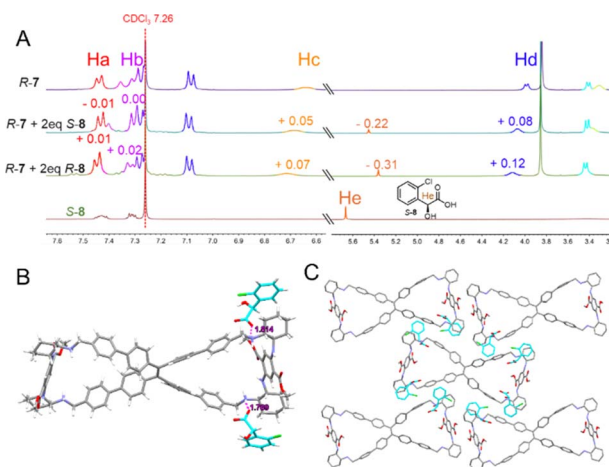 CDCl₃ 7.26
A
Ha Hb Hc Hd
R-7
- 0.01 0.00
R-7 + 2eq S-8 + 0.05 - 0.22 + 0.08
+ 0.01
R-7 + 2eq R-8 + 0.02 + 0.07 - 0.31 + 0.12
Cl
O
He He
OH
S-8 OH
S-8
7.6 7.5 7.4 7.3 7.2 7.1 7.0 6.9 6.8 6.7 6.6 5.4 5.2 5.0 4.8 4.6 4.4 4.2 4.0 3.8 3.6 3.4 3.2
B
C
1.814